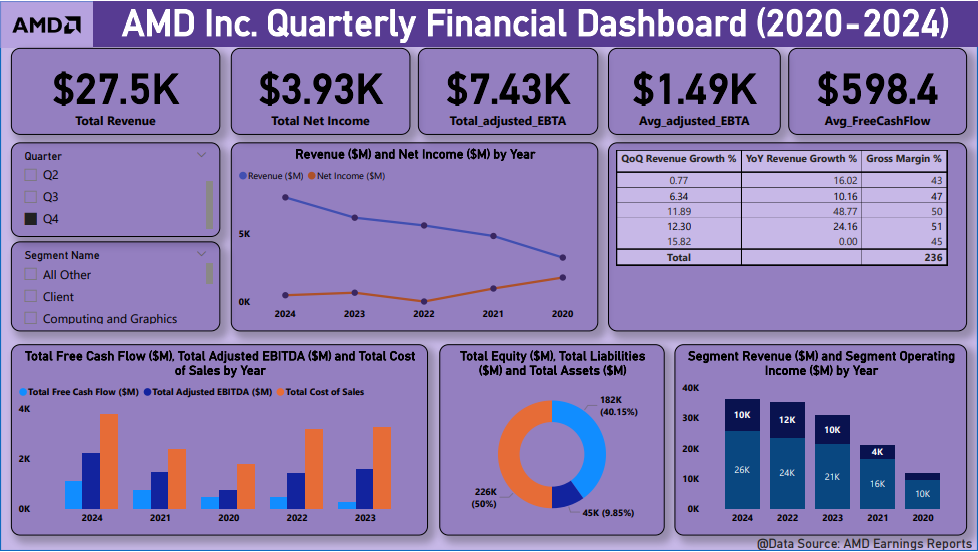 AMD
AMD Inc. Quarterly Financial Dashboard (2020-2024)
$27.5K
Total Revenue
$3.93K
Total Net Income
$7.43K
Total_adjusted_EBTA
$1.49K
Avg_adjusted_EBTA
$598.4
Avg_FreeCashFlow
Quarter
Q2
Q3
Q4
Segment Name
All Other
Client
Computing and Graphics
Revenue ($M) and Net Income ($M) by Year
Revenue ($M) Net Income ($M)
5K
0K
2024 2023 2022 2021 2020
QoQ Revenue Growth % YoY Revenue Growth % Gross Margin %
0.77 16.02 43
6.34 10.16 47
11.89 48.77 50
12.30 24.16 51
15.82 0.00 45
Total 236
Total Free Cash Flow ($M), Total Adjusted EBITDA ($M) and Total Cost
of Sales by Year
Total Free Cash Flow ($M) Total Adjusted EBITDA ($M) Total Cost of Sales
4K
2K
0K
2024 2021 2020 2022 2023
Total Equity ($M), Total Liabilities
($M) and Total Assets ($M)
182K
(40.15%)
226K
(50%)
45K (9.85%)
Segment Revenue ($M) and Segment Operating
Income ($M) by Year
40K
30K
20K
10K
0K
10K 12K 10K 4K
26K 24K 21K 16K 10K
2024 2022 2023 2021 2020
@Data Source: AMD Earnings Reports